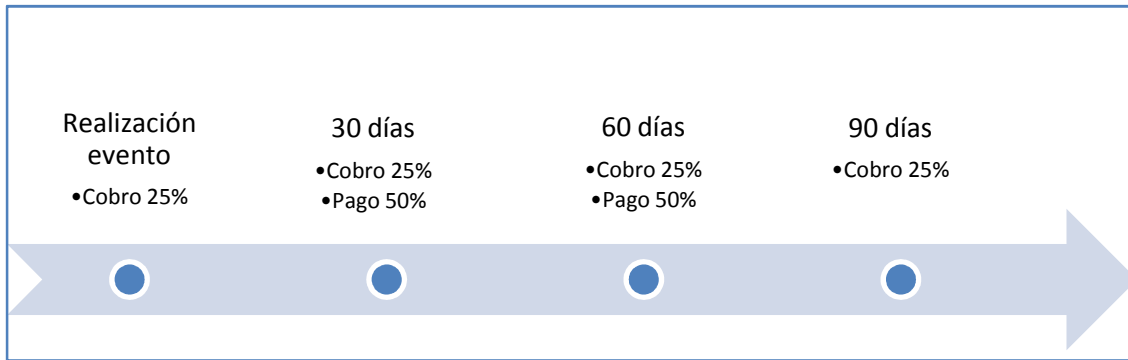 Realización
evento
•Cobro 25%
30 días
•Cobro 25%
•Pago 50%
60 días
•Cobro 25%
•Pago 50%
90 días
•Cobro 25%